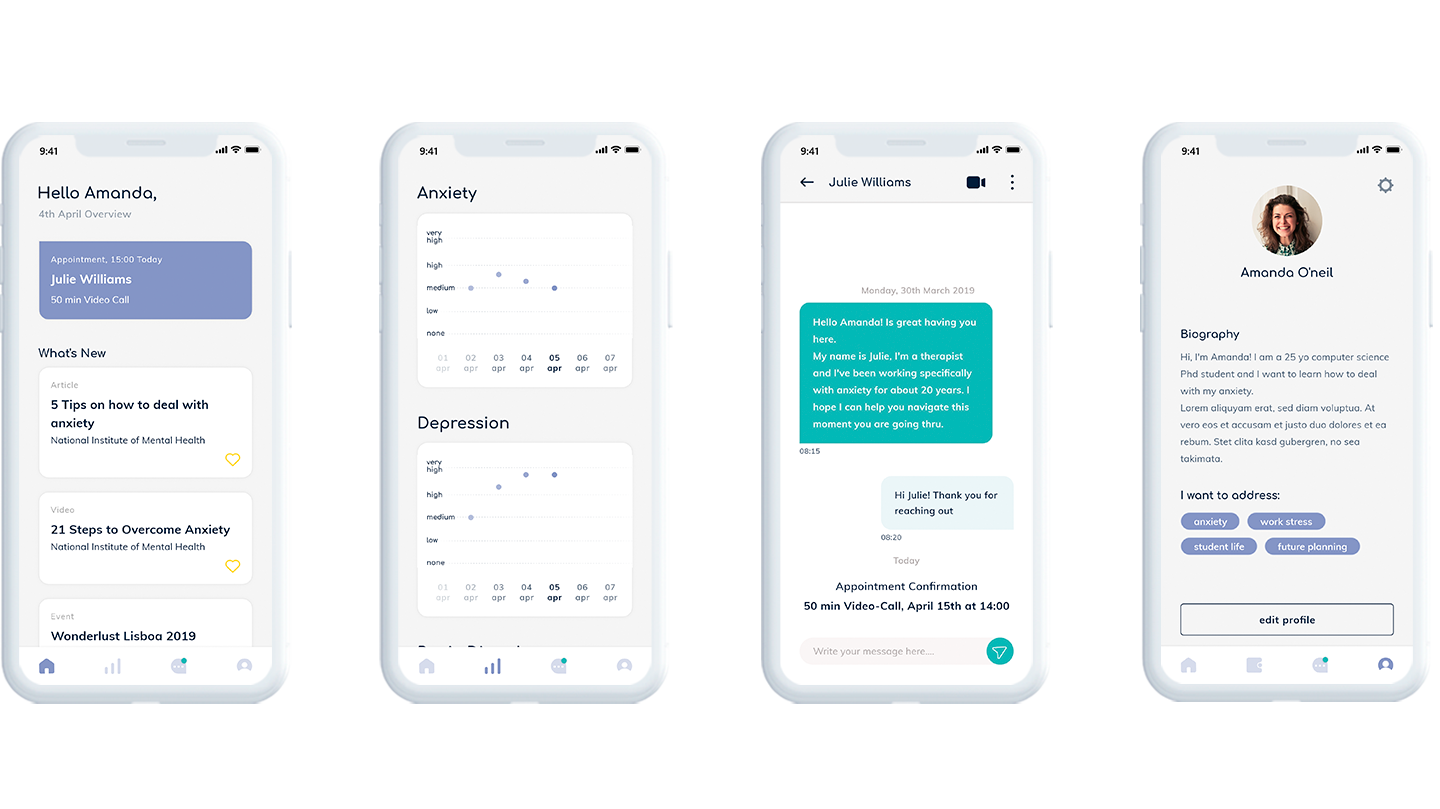 9:41
Hello Amanda,
4th April Overview
Appointment, 15:00 Today
Julie Williams
50 min Video Call
What's New
Article
5 Tips on how to deal with
anxiety
National Institute of Mental Health
Video
21 Steps to Overcome Anxiety
National Institute of Mental Health
Event
Wonderlust Lisboa 2019
9:41
Anxiety
very
high
high
medium
low
none
01 02 03 04 05 06 07
apr apr apr apr apr apr apr
Depression
very
high
high
medium
low
none
01 02 03 04 05 06 07
apr apr apr apr apr apr apr
9:41
Julie Williams
Monday, 30th March 2019
Hello Amanda! Is great having you
here.
My name is Julie, I'm a therapist
and I've been working specifically
with anxiety for about 20 years. I
hope I can help you navigate this
moment you are going thru.
08:15
Hi Julie! Thank you for
reaching out
08:20
Today
Appointment Confirmation
50 min Video-Call, April 15th at 14:00
Write your message here....
9:41
Amanda O'neil
Biography
Hi, I'm Amanda! I am a 25 yo computer science
Phd student and I want to learn how to deal
with my anxiety.
Lorem aliquyam erat, sed diam voluptua. At
vero eos et accusam et justo duo dolores et ea
rebum. Stet clita kasd gubergren, no sea
takimata.
I want to address:
anxiety work stress
student life future planning
edit profile